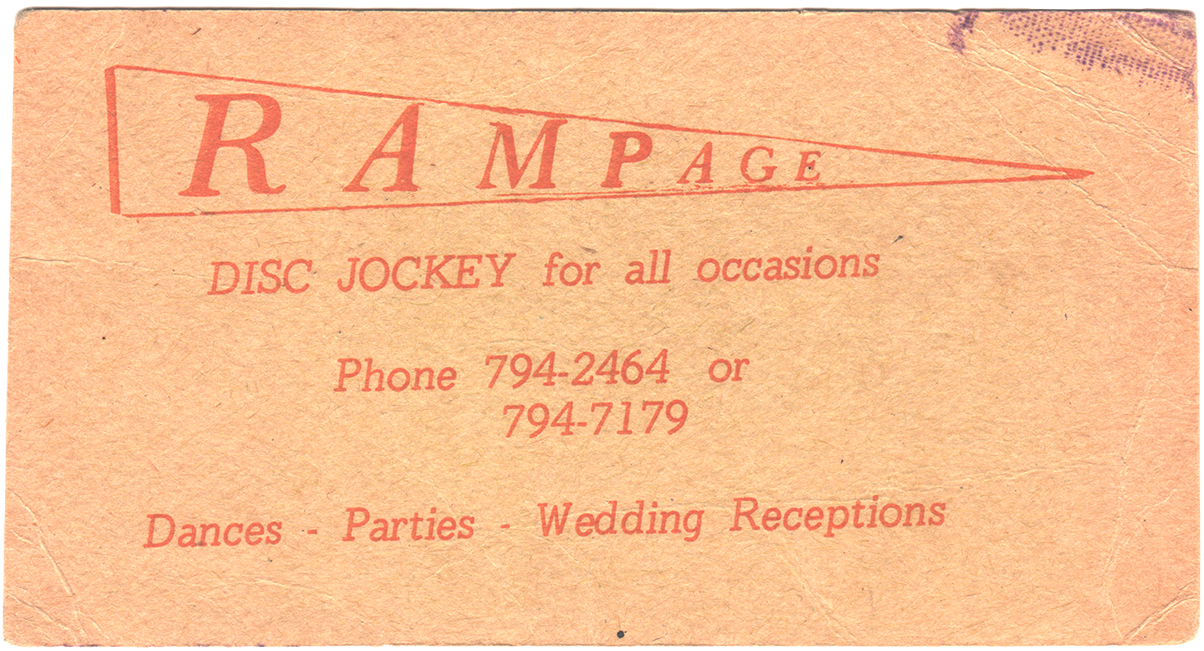 RAMPAGE
DISC JOCKEY for all occasions
Phone 794-2464 or
794-7179
Dances - Parties - Wedding Receptions